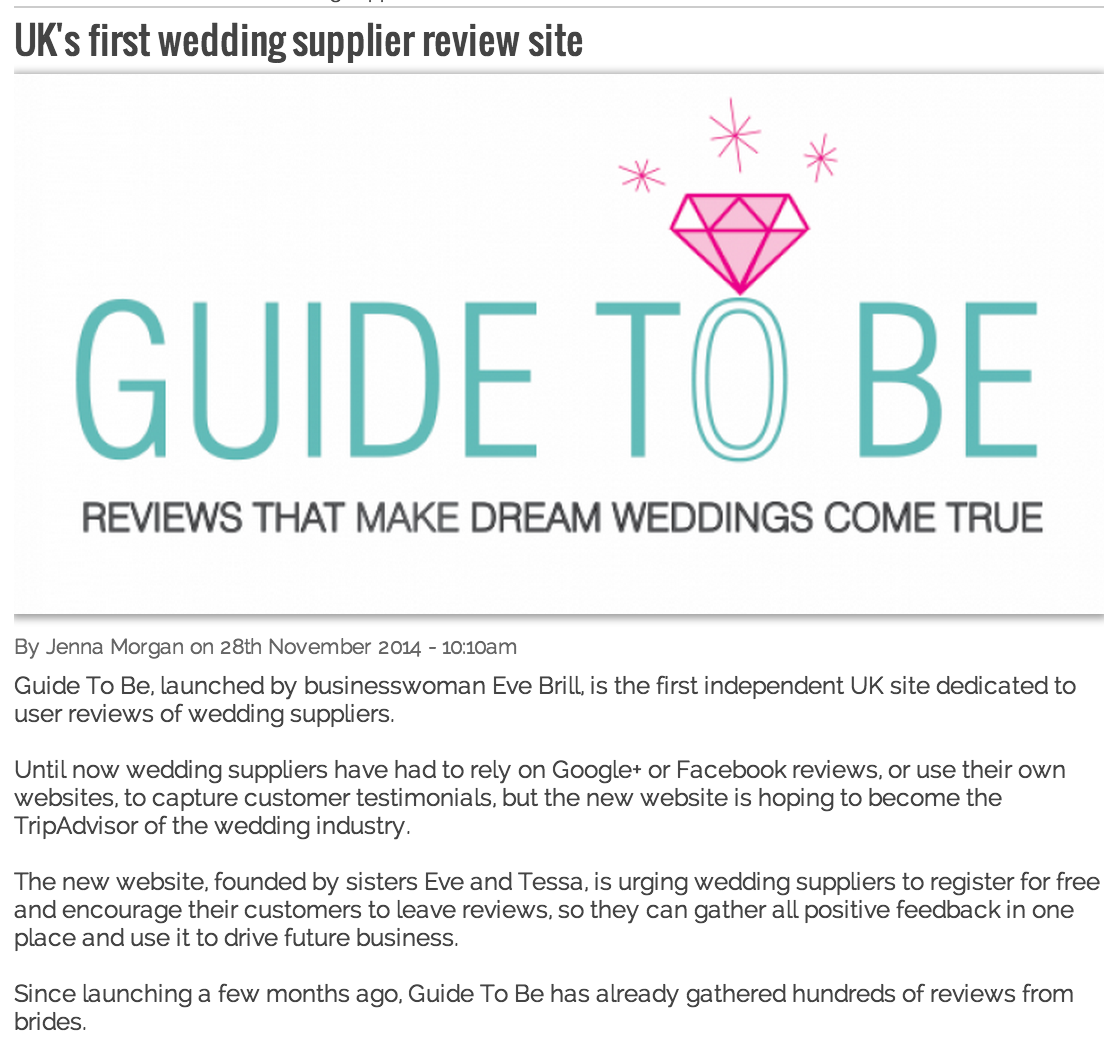 UK's first wedding supplier review site
GUIDE TO BE
REVIEWS THAT MAKE DREAM WEDDINGS COME TRUE
By Jenna Morgan on 28th November 2014 - 10:10am
Guide To Be, launched by businesswoman Eve Brill, is the first independent UK site dedicated to
user reviews of wedding suppliers.
Until now wedding suppliers have had to rely on Google+ or Facebook reviews, or use their own
websites, to capture customer testimonials, but the new website is hoping to become the
TripAdvisor of the wedding industry.
The new website, founded by sisters Eve and Tessa, is urging wedding suppliers to register for free
and encourage their customers to leave reviews, so they can gather all positive feedback in one
place and use it to drive future business.
Since launching a few months ago, Guide To Be has already gathered hundreds of reviews from
brides.